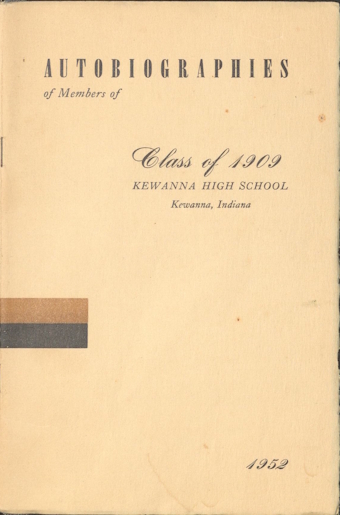 AUTOBIOGRAPHIES
of Members of
Class of 1909
KEWANNA HIGH SCHOOL
Kewanna, Indiana
1952